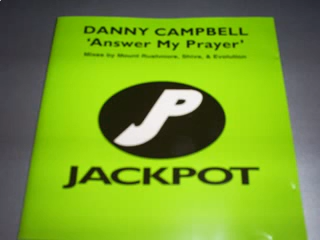 DANNY CAMPBELL
'Answer My Prayer'
Mixes by Mount Rushmore, Shiva, & Evolution
JP
JACKPOT